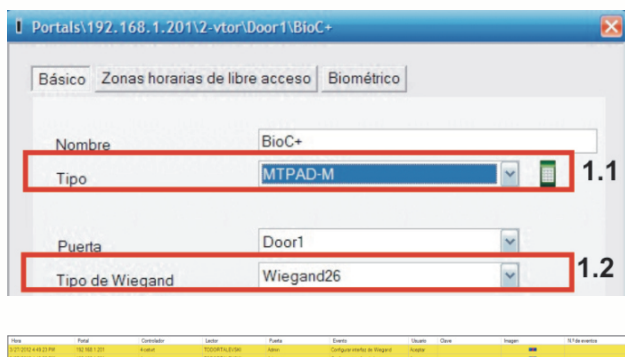 Portals\192.168.1.201\2-vtor\Door1\BioC+
Básico Zonas horarias de libre acceso Biométrico
Nombre BioC+
Tipo MTPAD-M 1.1
Puerta Door1
Tipo de Wiegand Wiegand26 1.2
Hora Portal Controlador Lector Puerta Evento Usuario Clave Imagen N.º de eventos
192.168.1.201 Admin Configurar interfaz de Wiegand Aceptar